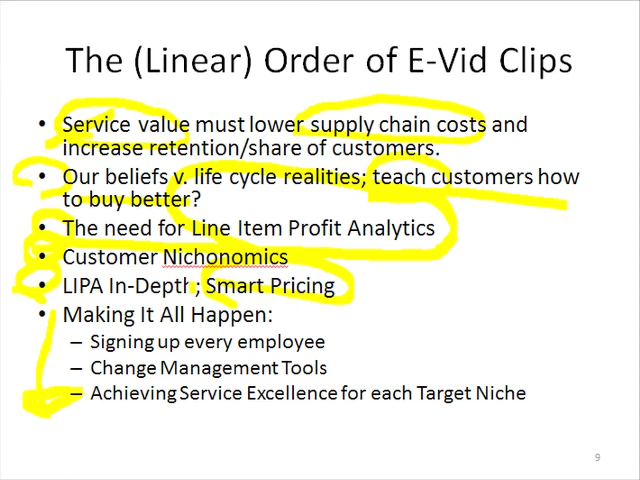 The (Linear) Order of E-Vid Clips
• Service value must lower supply chain costs and
increase retention/share of customers.
• Our beliefs v. life cycle realities; teach customers how
to buy better?
• The need for Line Item Profit Analytics
• Customer Nichonomics
• LIPA In-Depth; Smart Pricing
• Making It All Happen:
– Signing up every employee
– Change Management Tools
– Achieving Service Excellence for each Target Niche
9